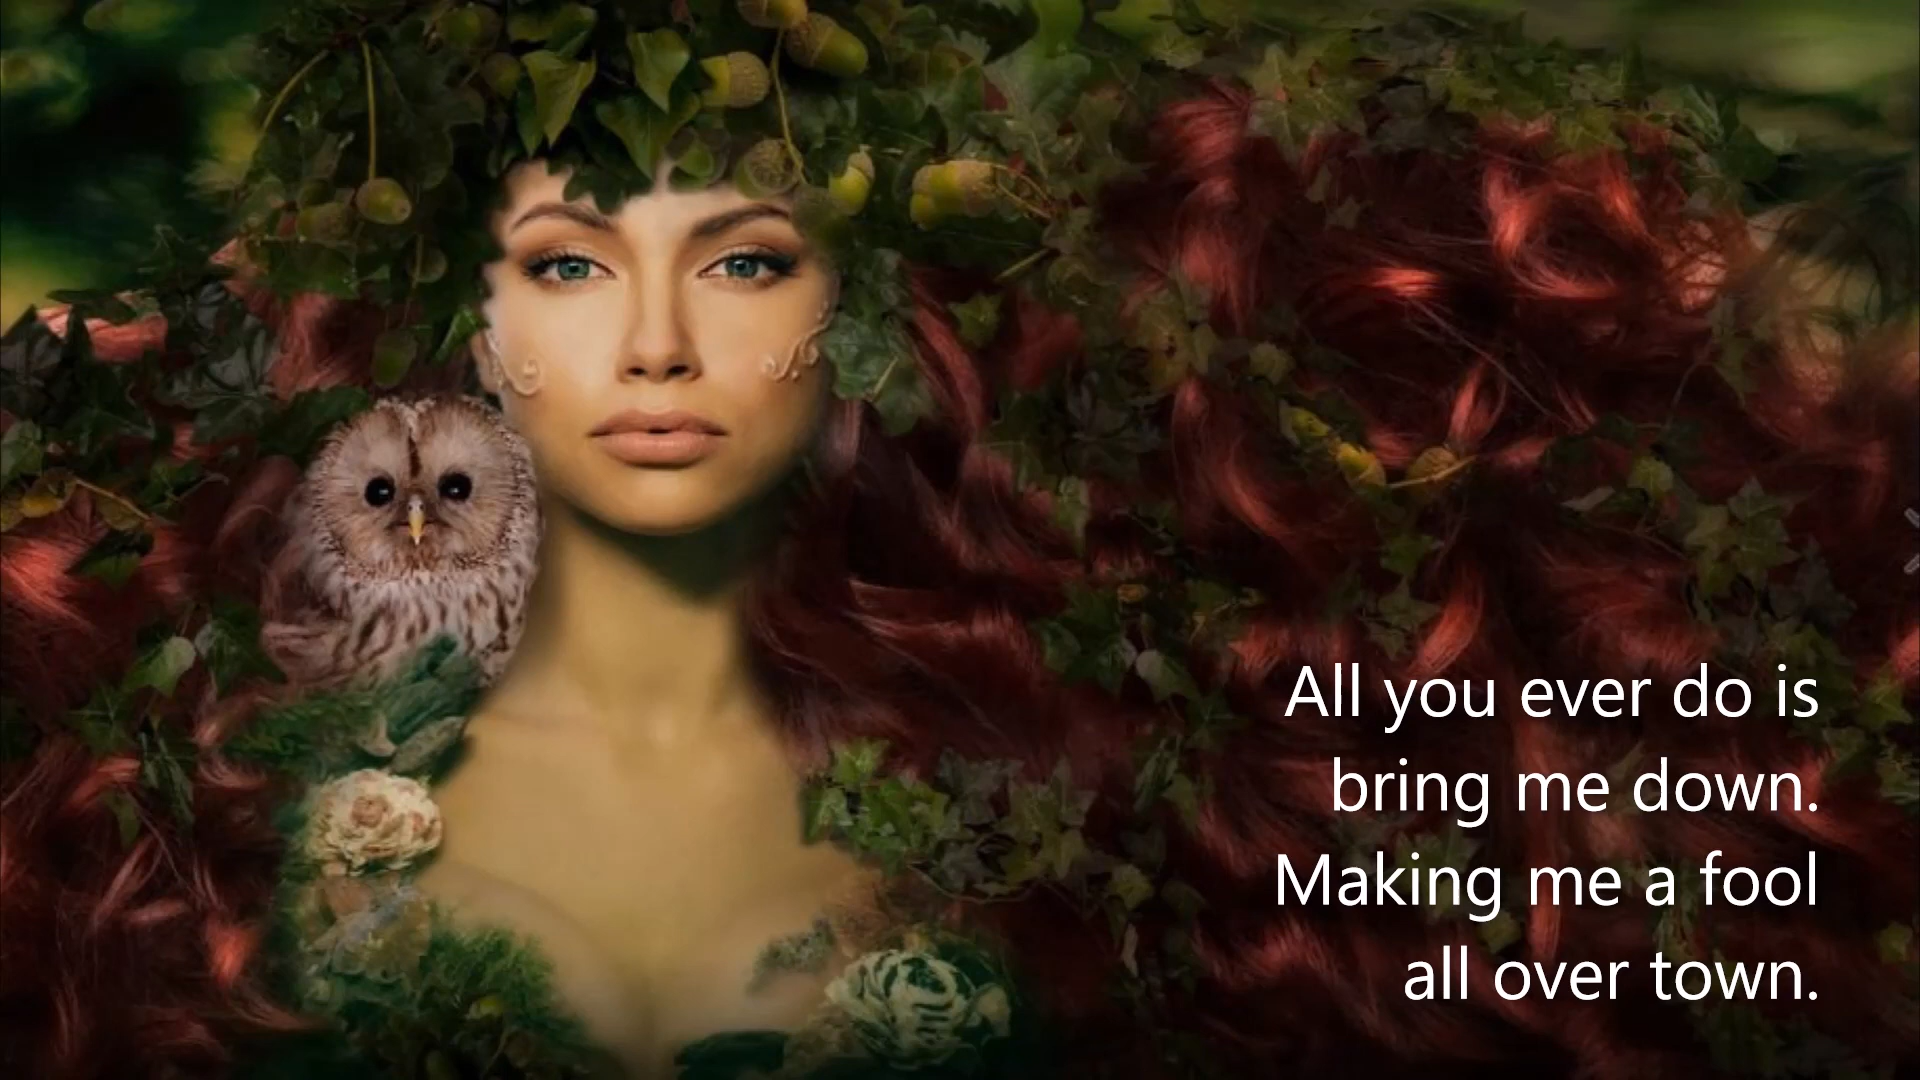 All you ever do is
bring me down.
Making me a fool
all over town.